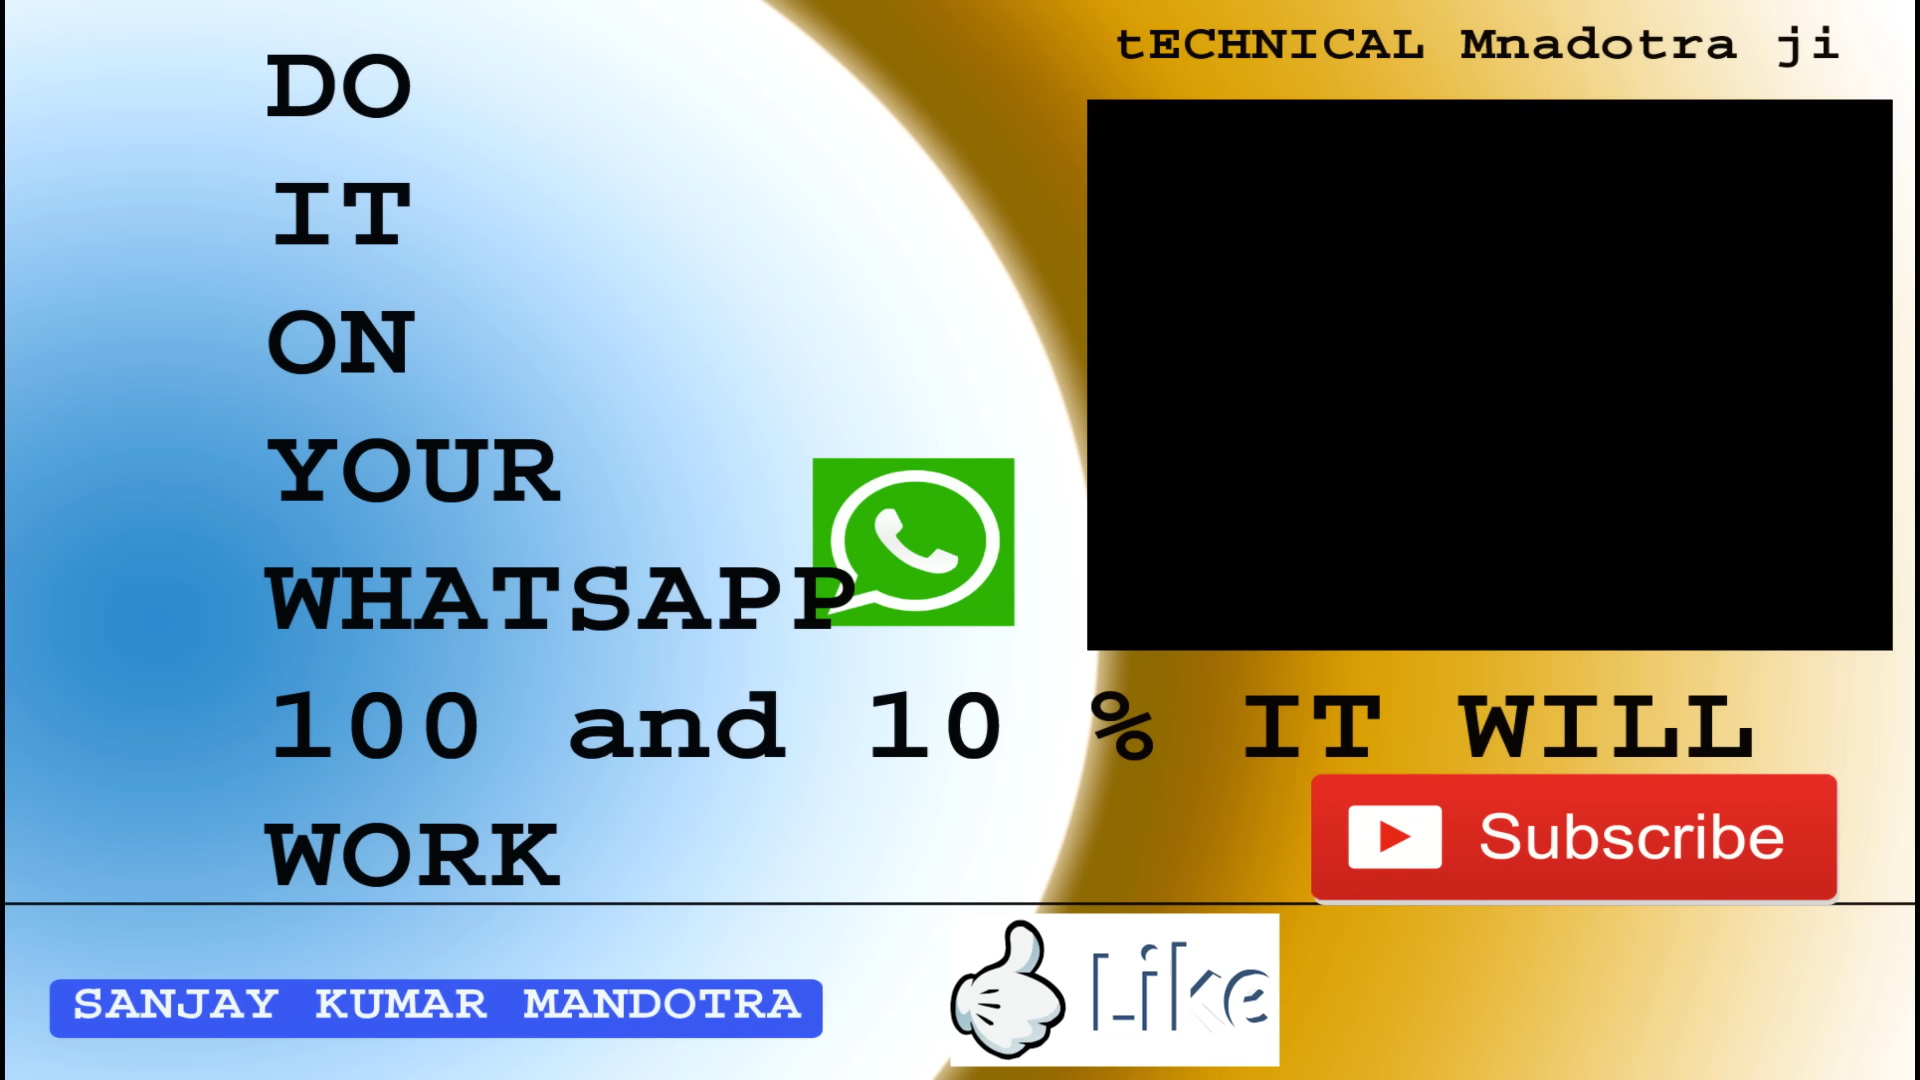 tECHNICAL Mnadotra ji
DO
IT
ON
YOUR
WHATSAPP
100 and 10 % IT WILL
WORK
Subscribe
SANJAY KUMAR MANDOTRA
Like